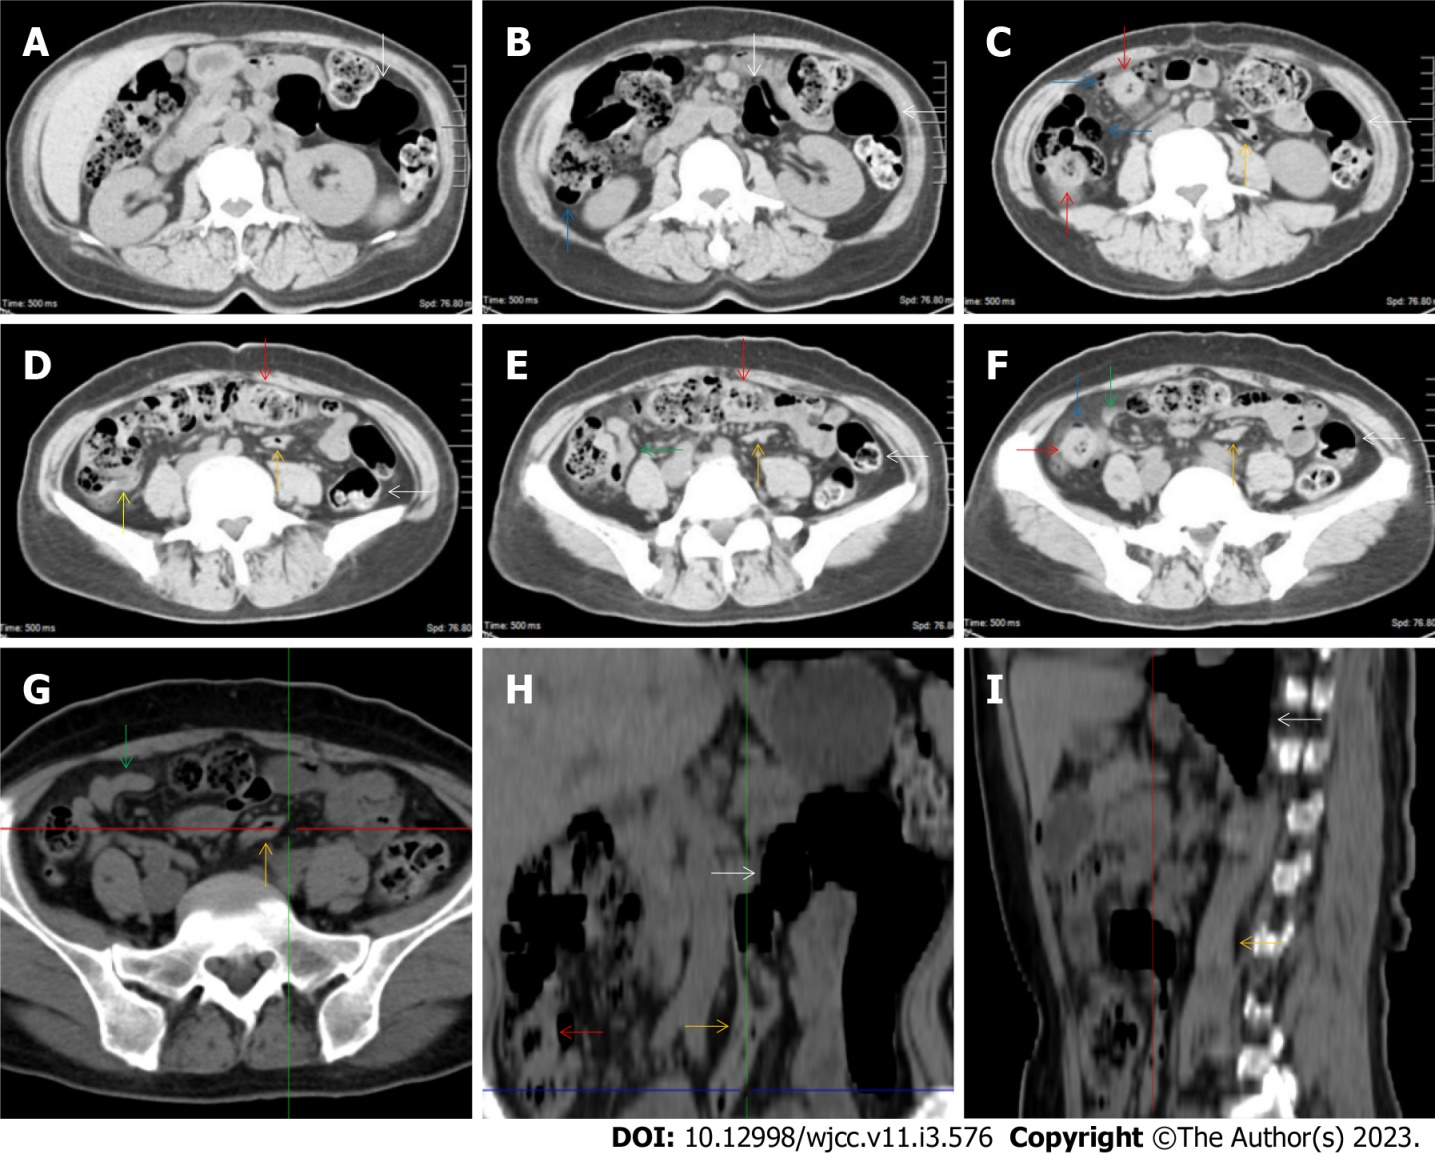 A
B
C
Time: 500 ms
Spd: 76.80 m
Time: 500 ms
Spd: 76.80 m
ime: 500 ms
Spd: 76.80
D
E
F
Time: 500 ms
Spd: 76.80
Time: 500 ms
Spd: 76.8
Time: 500 ms
Spd: 76.80
G
H
I
DOI: 10.12998/wjcc.v11.i3.576 Copyright ©The Author(s) 2023.